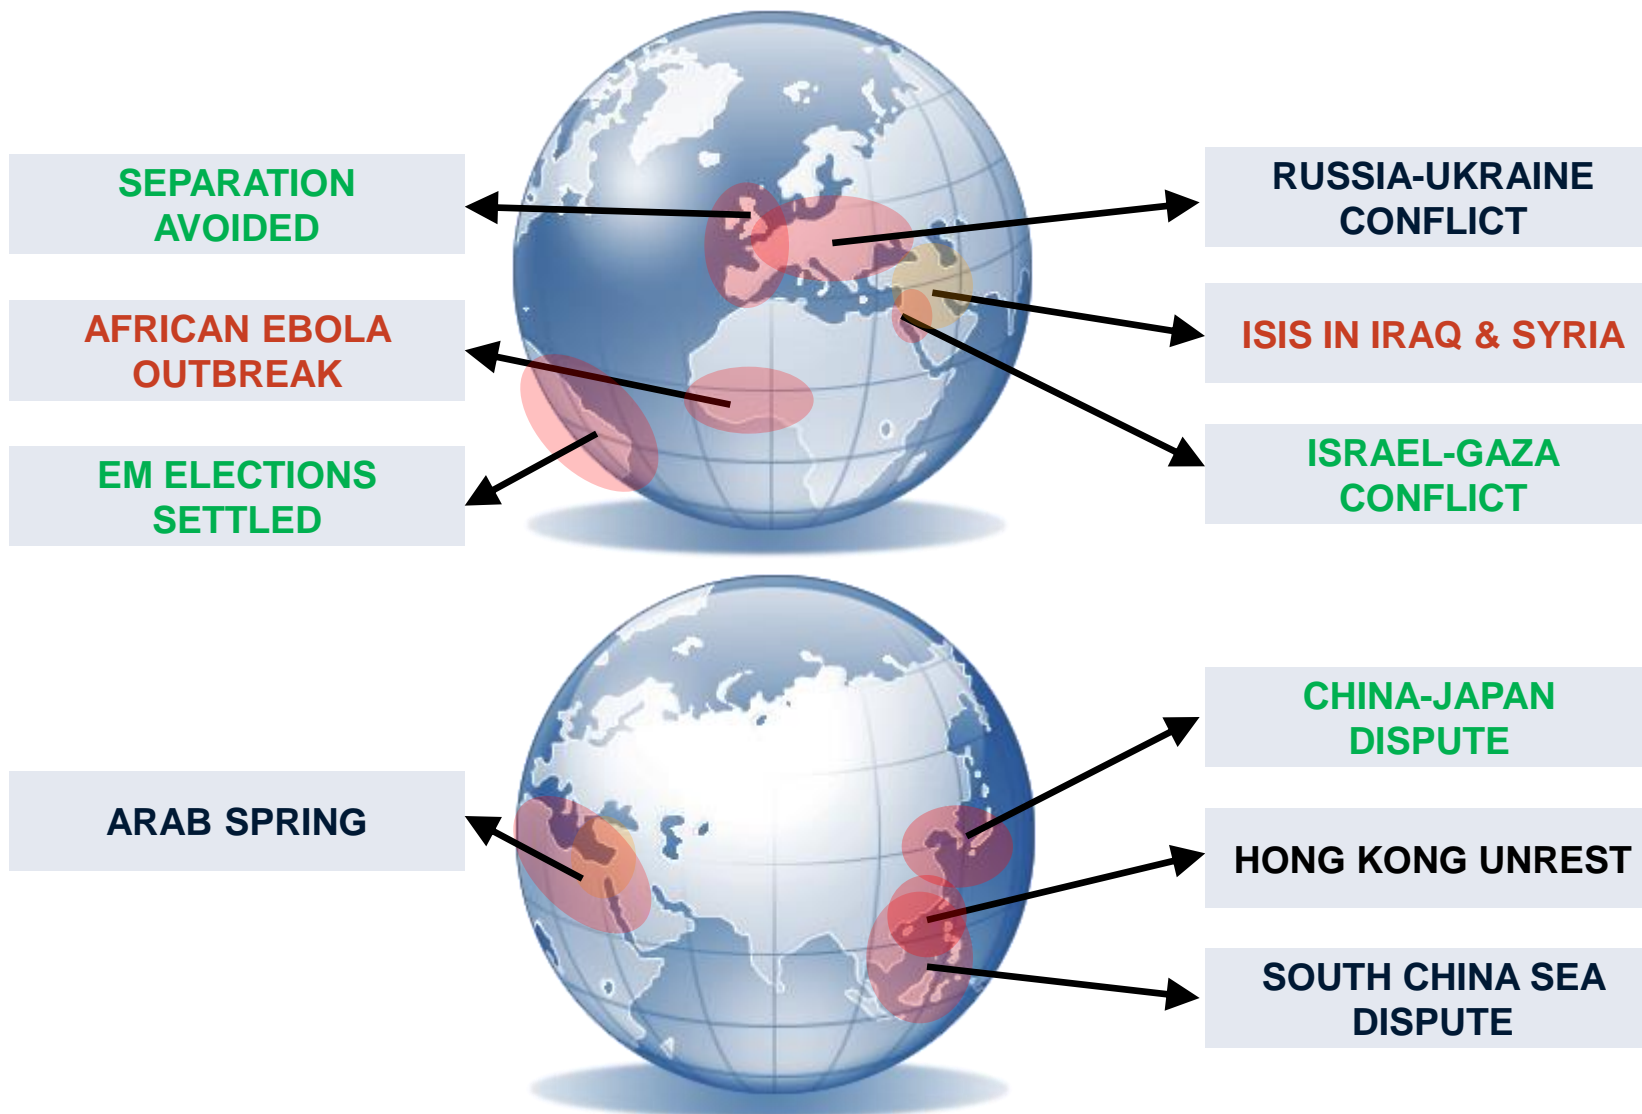 SEPARATION
AVOIDED
AFRICAN EBOLA
OUTBREAK
EM ELECTIONS
SETTLED
RUSSIA-UKRAINE
CONFLICT
ISIS IN IRAQ & SYRIA
ISRAEL-GAZA
CONFLICT
ARAB SPRING
CHINA-JAPAN
DISPUTE
HONG KONG UNREST
SOUTH CHINA SEA
DISPUTE